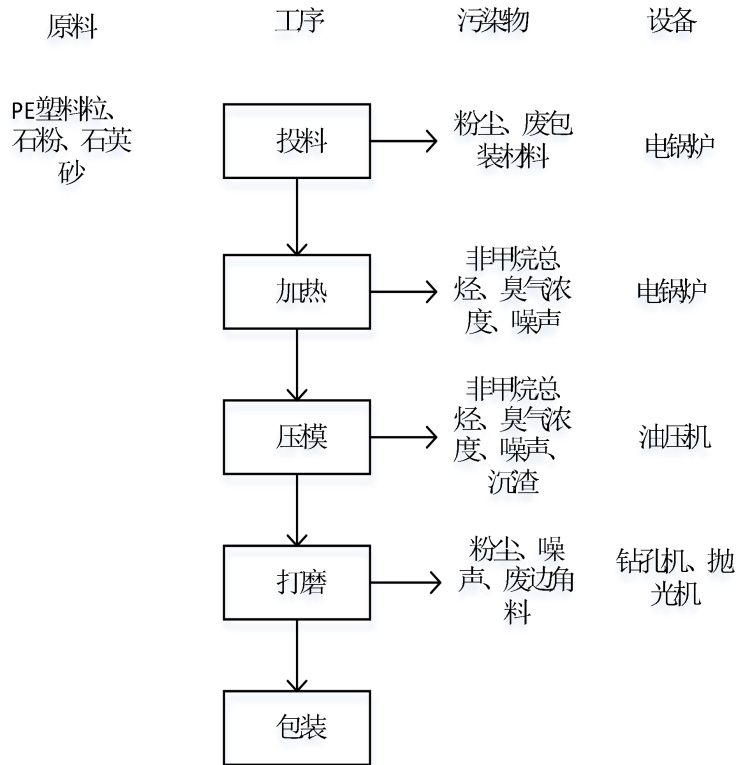 原料 工序 污染物 设备
PE塑料粒、
石粉、石英
砂
投料
粉尘、废包
装材料
电锅炉
加热
非甲烷总
烃、臭气浓
度、噪声
电锅炉
压模
非甲烷总
烃、臭气浓
度、噪声、
沉渣
油压机
打磨
粉尘、噪
声、废边角
料
钻孔机、抛
光机
包装